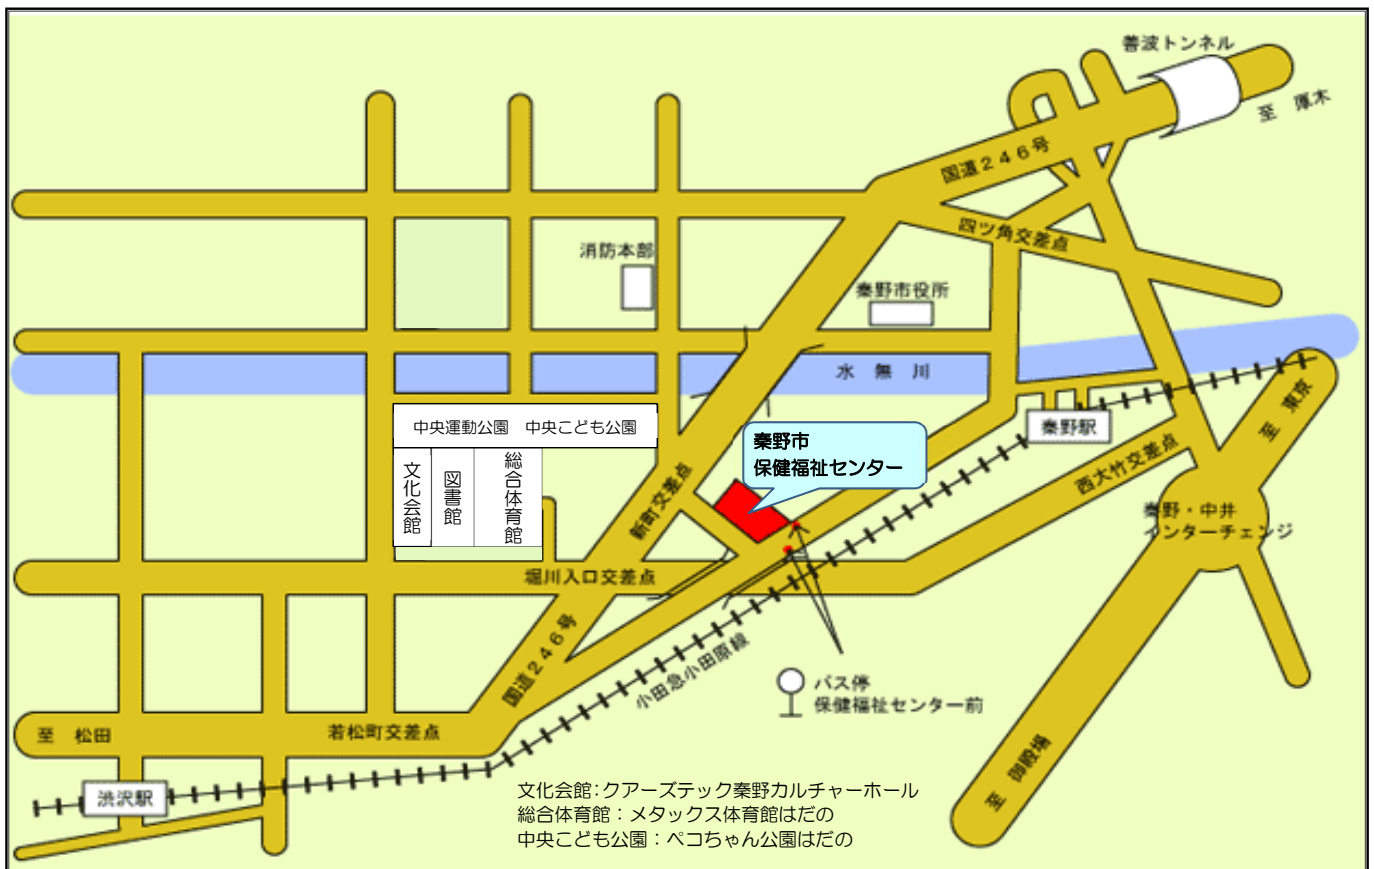 善波トンネル
至 厚木
国道246号
四ツ角交差点
消防本部
秦野市役所
水 無 川
至 東京
中央運動公園 中央こども公園
秦野駅
秦野市
保健福祉センター
西大竹交差点
文化会館
図書館
総合体育館
新町交差点
秦野・中井
インターチェンジ
堀川入口交差点
国道246号
小田急小田原線
バス停
保健福祉センター前
至 松田
若松町交差点
至 御殿場
渋沢駅
文化会館：クアーズテック秦野カルチャーホール
総合体育館：メタックス体育館はだの
中央こども公園：ペコちゃん公園はだの